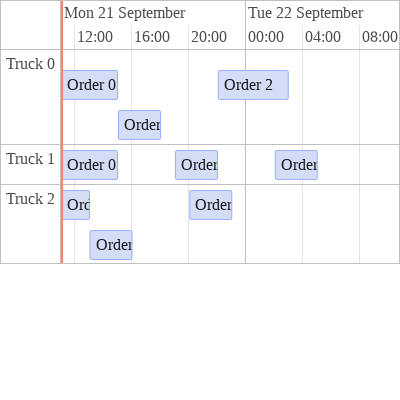 Mon 21 September Tue 22 September
12:00 16:00 20:00 00:00 04:00 08:00
Truck 0
Order 0 Order 2
Order
Truck 1
Order 0 Order Order
Truck 2
Ord Order
Order